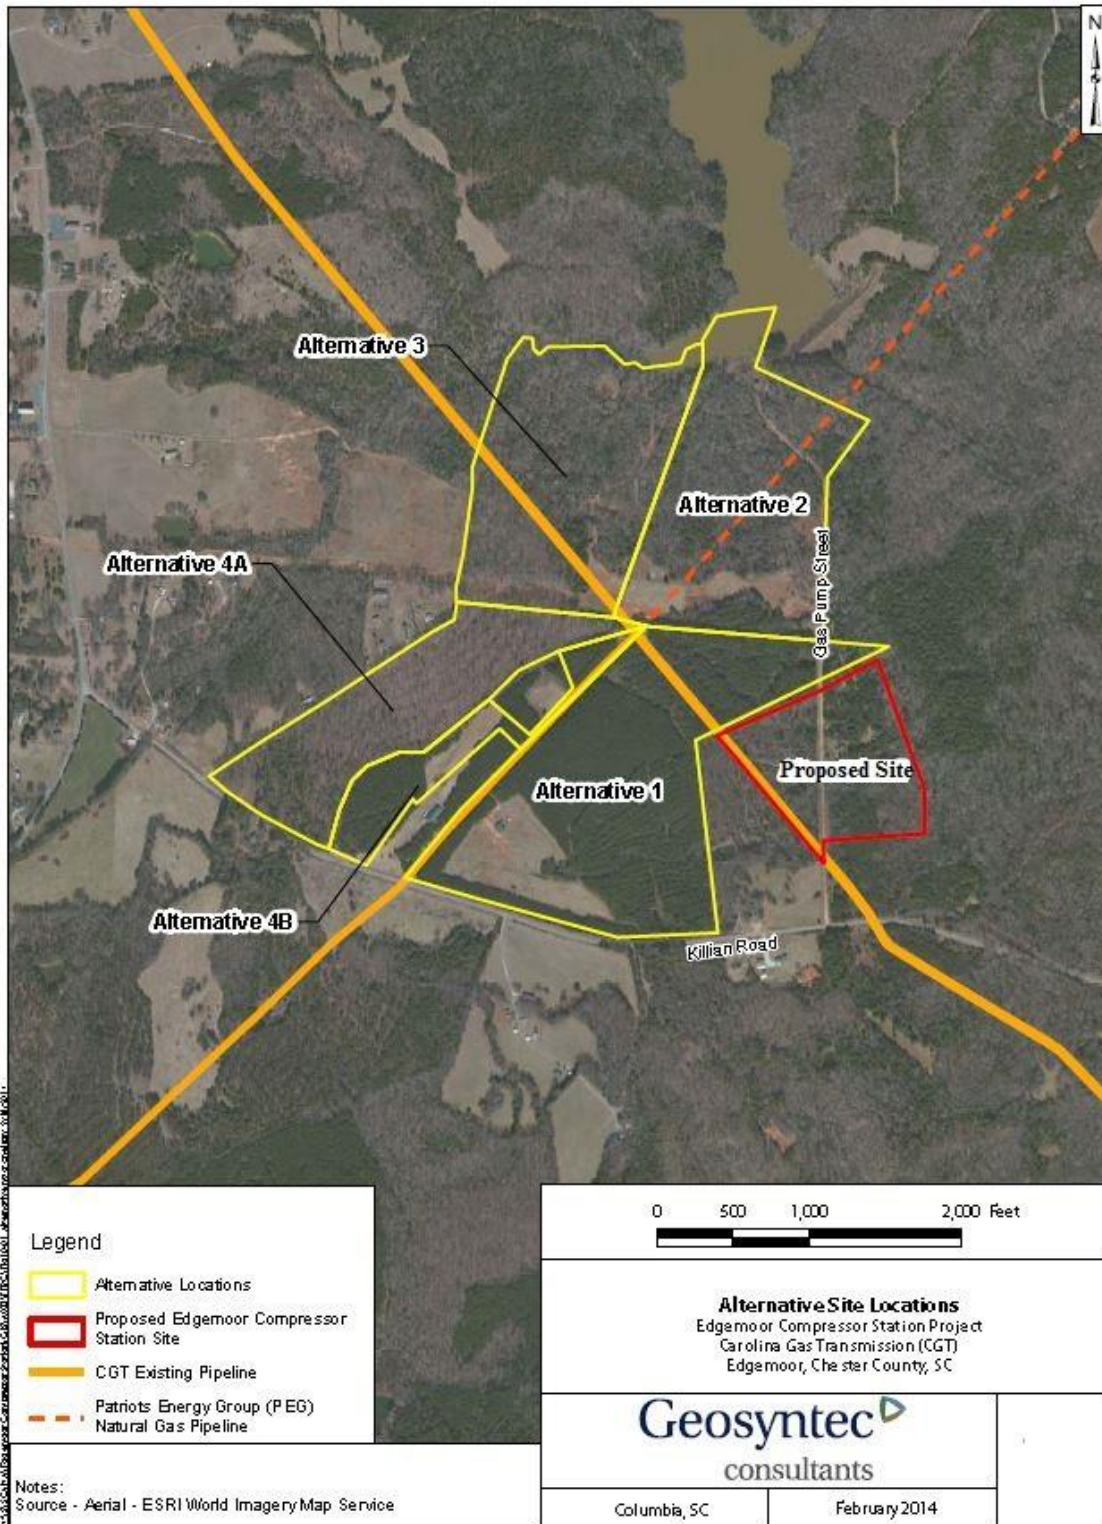 N
Alternative 3
Alternative 2
Gas Pump Street
Alternative 4A
Proposed Site
Alternative 1
Alternative 4B
Killian Road
Legend
Alternative Locations
Proposed Edgemoor Compressor
Station Site
CGT Existing Pipeline
Patriots Energy Group (PEG)
Natural Gas Pipeline
0 500 1,000 2,000 Feet
Alternative Site Locations
Edgemoor Compressor Station Project
Carolina Gas Transmission (CGT)
Edgemoor, Chester County, SC
Geosyntec
consultants
Columbia, SC
February 2014
Notes:
Source - Aerial - ESRI World Imagery Map Service